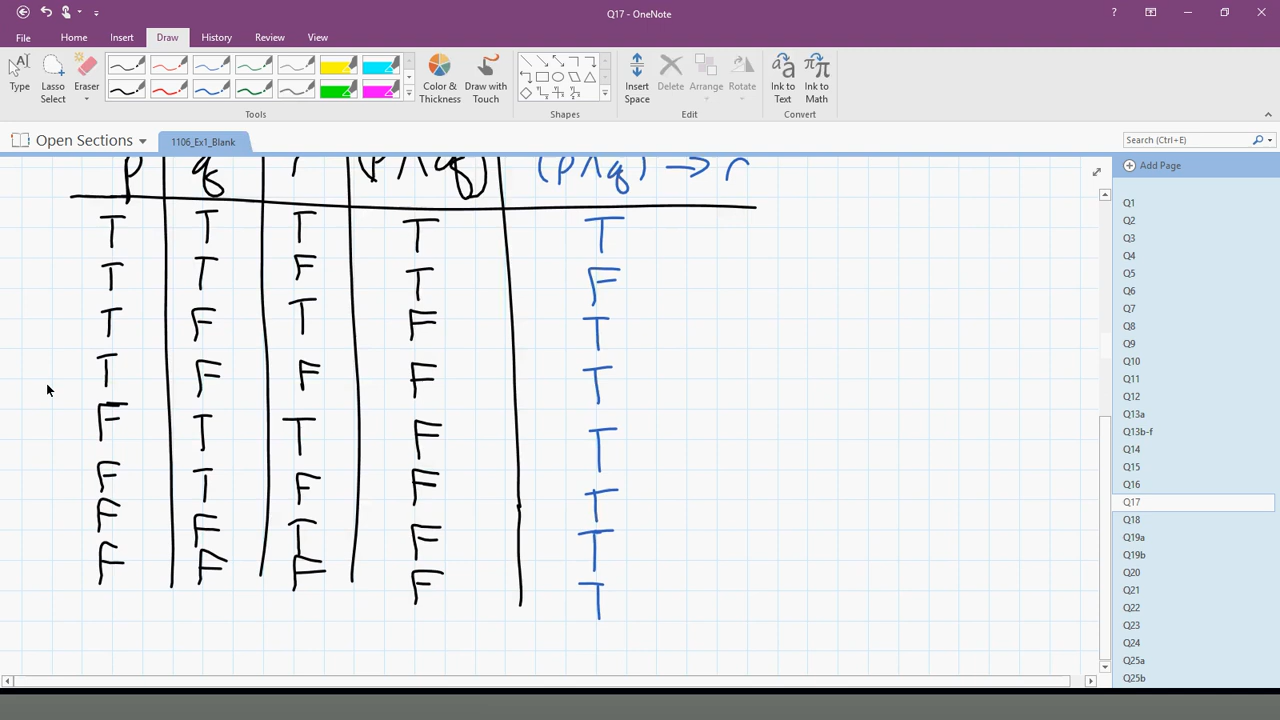 Q17 - OneNote
?
File Home Insert Draw History Review View
Type
Lasso Select
Eraser
Color & Thickness
Draw with Touch
Insert Space
Delete
Arrange
Rotate
Ink to Text
Ink to Math
Tools
Shapes
Edit
Convert
Open Sections
1106_Ex1_Blank
Search (Ctrl+E)
Add Page
p q r (p∧q) (p∧q) → r
T T T T T
T T F T F
T F T F T
T F F F T
F T T F T
F T F F T
F F T F T
F F F F T
Q1
Q2
Q3
Q4
Q5
Q6
Q7
Q8
Q9
Q10
Q11
Q12
Q13a
Q13b-f
Q14
Q15
Q16
Q17
Q18
Q19a
Q19b
Q20
Q21
Q22
Q23
Q24
Q25a
Q25b